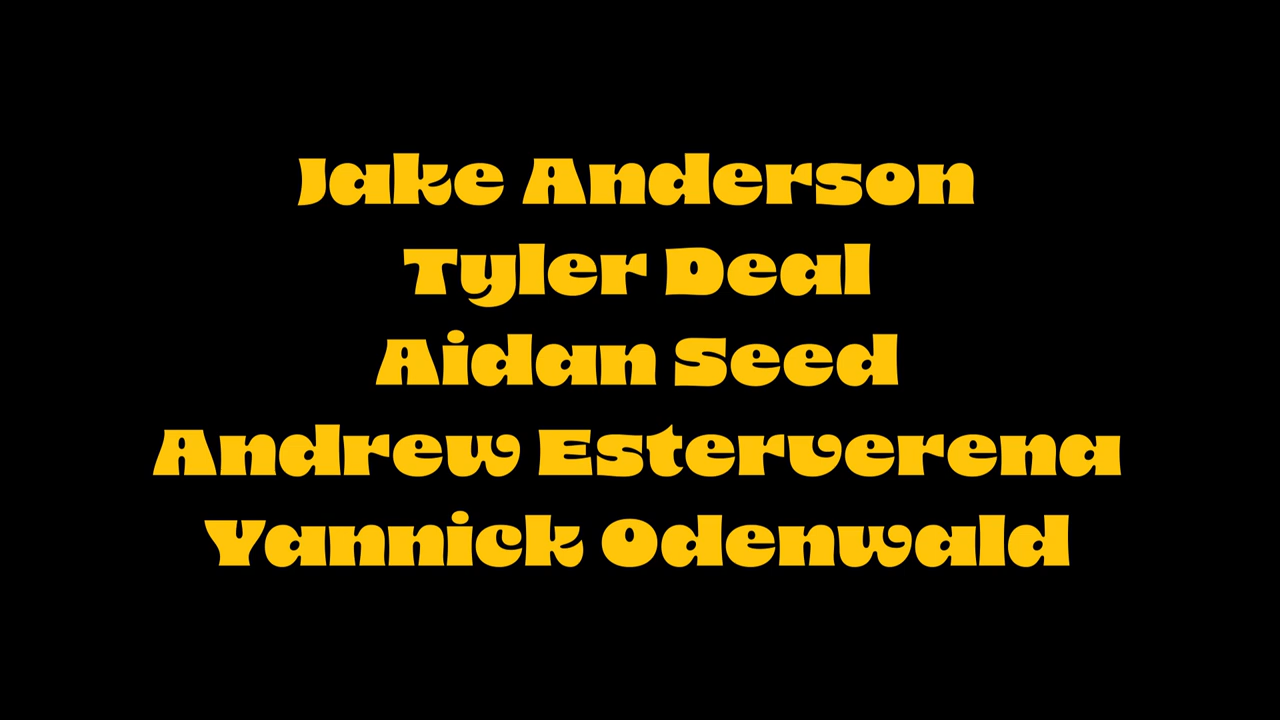 Jake Anderson
Tyler Deal
Aidan Seed
Andrew Esterverena
Yannick Odenwald